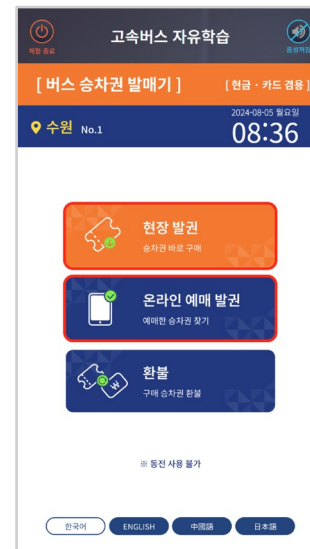 고속버스 자유학습
체험 종료
음성꺼짐
[ 버스 승차권 발매기 ]
[ 현금 · 카드 겸용 ]
수원 No.1
2024-08-05 월요일
08:36
현장 발권
승차권 바로 구매
온라인 예매 발권
예매한 승차권 찾기
환불
구매 승차권 환불
※ 동전 사용 불가
한국어 ENGLISH 中國語 日本語